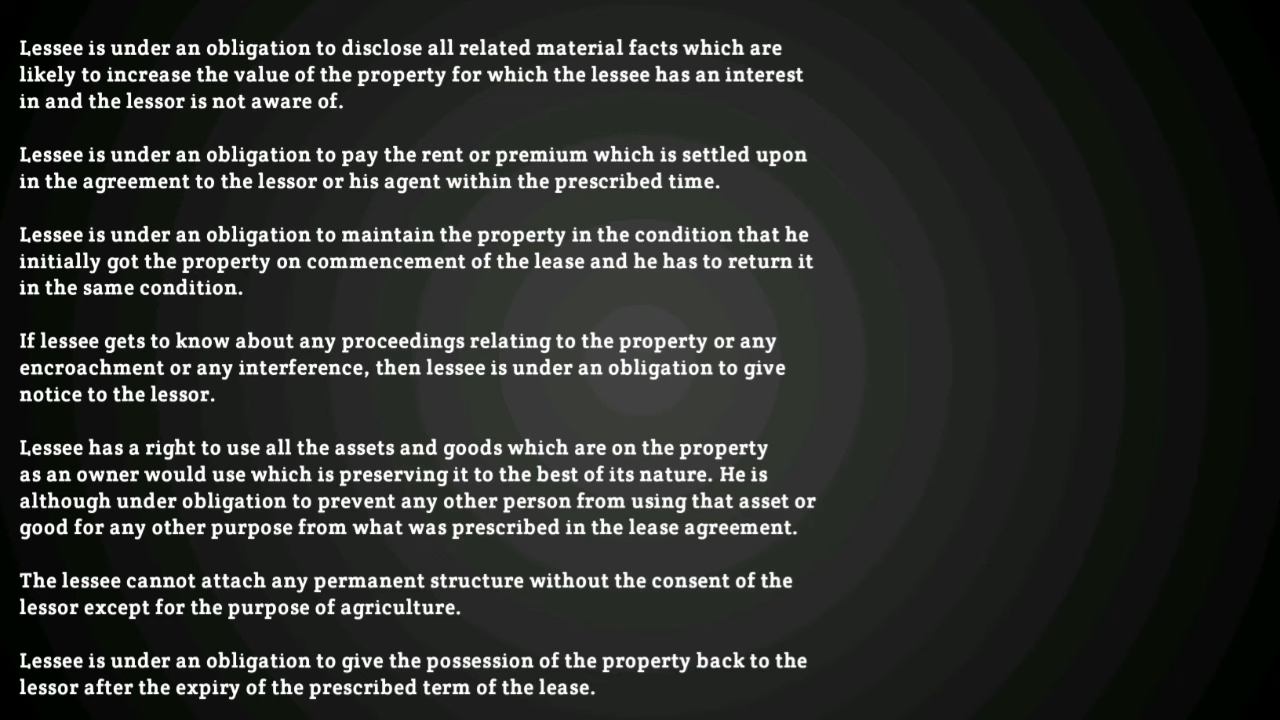 Lessee is under an obligation to disclose all related material facts which are
likely to increase the value of the property for which the lessee has an interest
in and the lessor is not aware of.
Lessee is under an obligation to pay the rent or premium which is settled upon
in the agreement to the lessor or his agent within the prescribed time.
Lessee is under an obligation to maintain the property in the condition that he
initially got the property on commencement of the lease and he has to return it
in the same condition.
If lessee gets to know about any proceedings relating to the property or any
encroachment or any interference, then lessee is under an obligation to give
notice to the lessor.
Lessee has a right to use all the assets and goods which are on the property
as an owner would use which is preserving it to the best of its nature. He is
although under obligation to prevent any other person from using that asset or
good for any other purpose from what was prescribed in the lease agreement.
The lessee cannot attach any permanent structure without the consent of the
lessor except for the purpose of agriculture.
Lessee is under an obligation to give the possession of the property back to the
lessor after the expiry of the prescribed term of the lease.